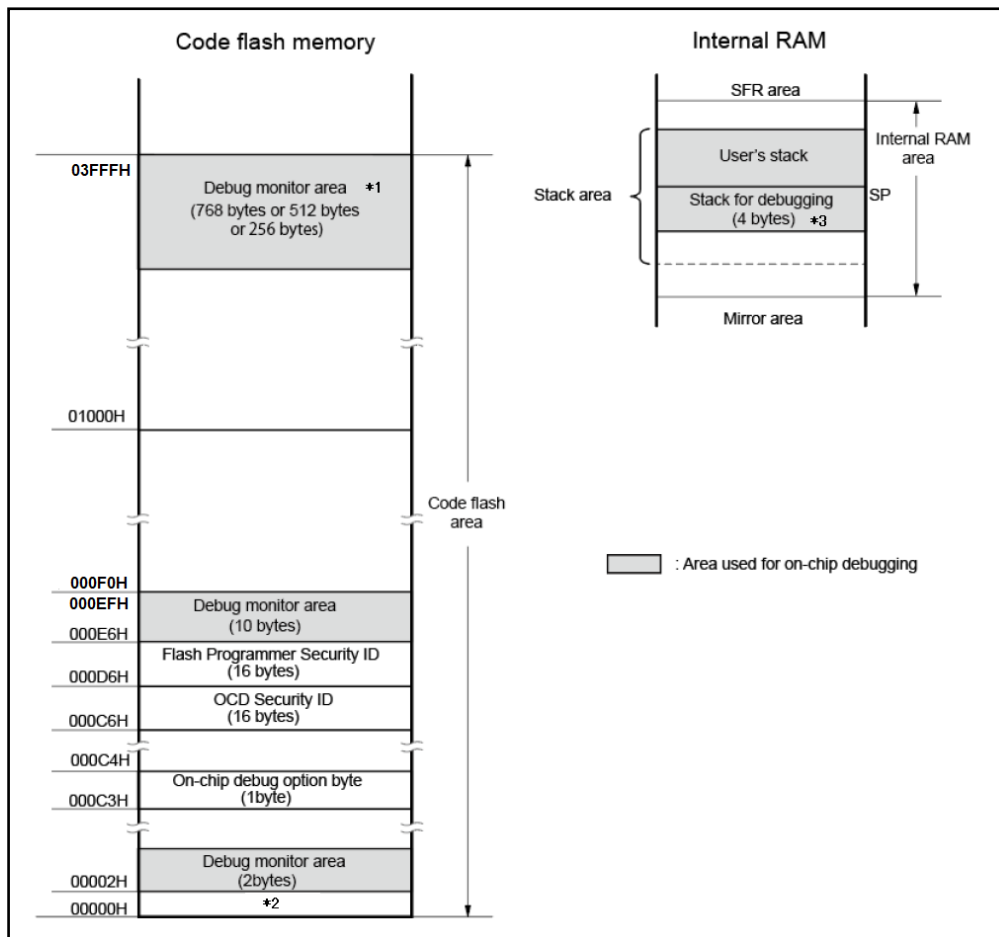 Code flash memory
03FFFH
Debug monitor area *1
(768 bytes or 512 bytes
or 256 bytes)
01000H
Code flash
area
000F0H
000EFH
Debug monitor area
(10 bytes)
000E6H
Flash Programmer Security ID
(16 bytes)
000D6H
OCD Security ID
(16 bytes)
000C6H
000C4H
On-chip debug option byte
(1byte)
000C3H
Debug monitor area
(2bytes)
00002H
*2
00000H
Internal RAM
SFR area
Internal RAM
area
User's stack
Stack area
SP
Stack for debugging
(4 bytes) *3
Mirror area
: Area used for on-chip debugging